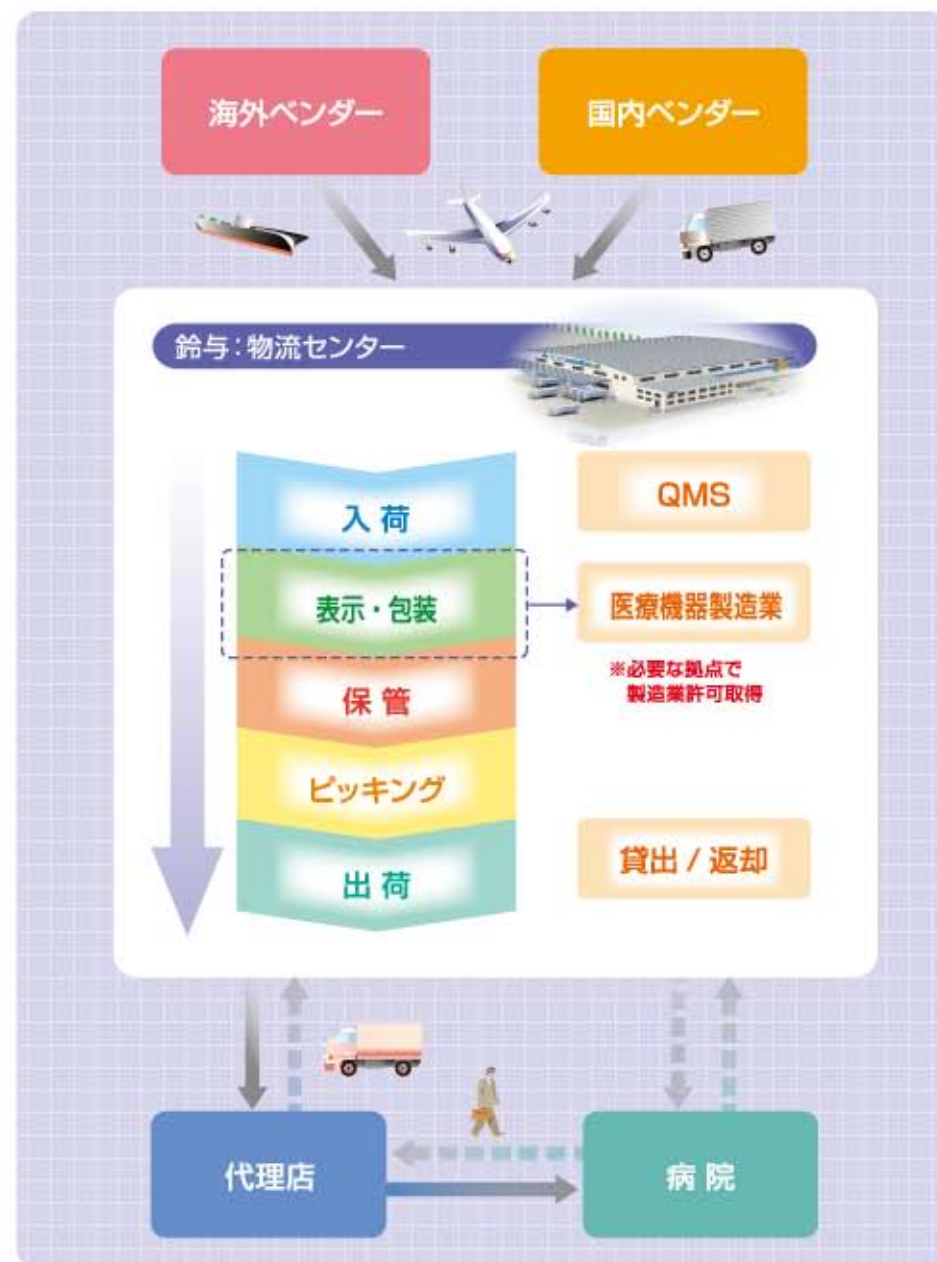 海外ベンダー
国内ベンダー
鈴与：物流センター
入荷
QMS
表示・包装
医療機器製造業
※必要な拠点で
製造業許可取得
保管
ピッキング
貸出 / 返却
出荷
代理店
病院